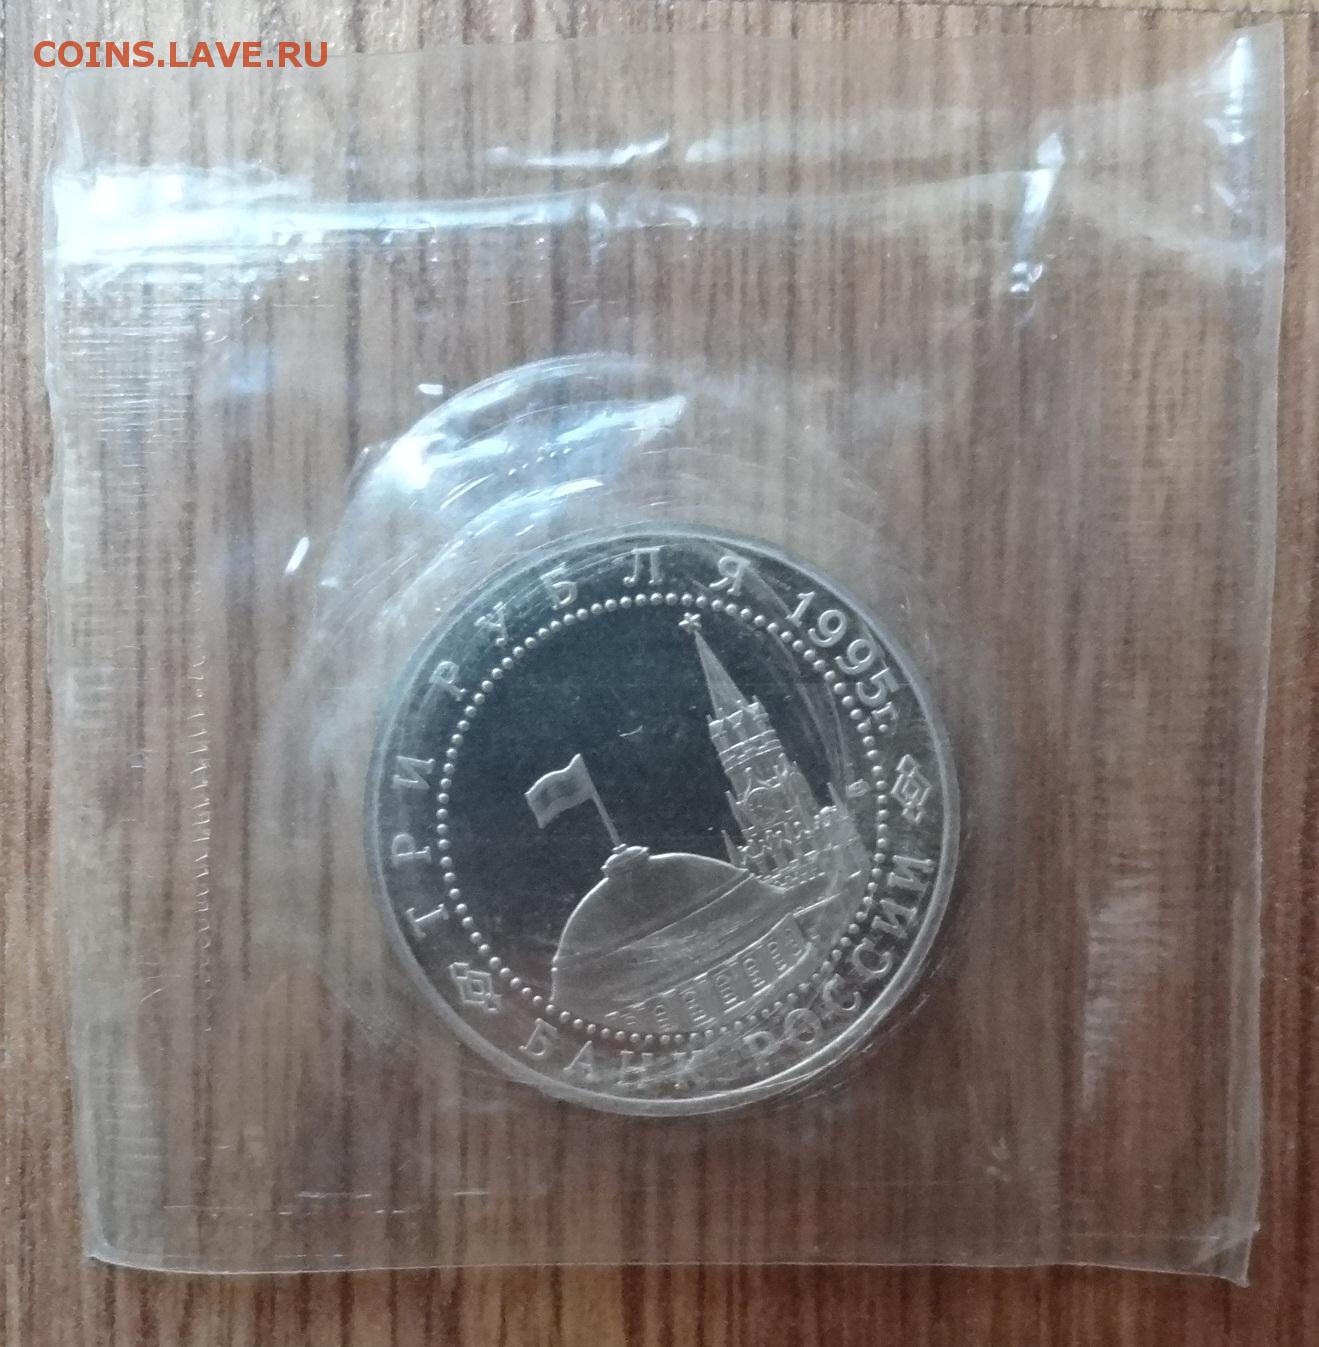 COINS.LAVE.RU
ТРИ РУБЛЯ 1995г.
БАНК РОССИИ